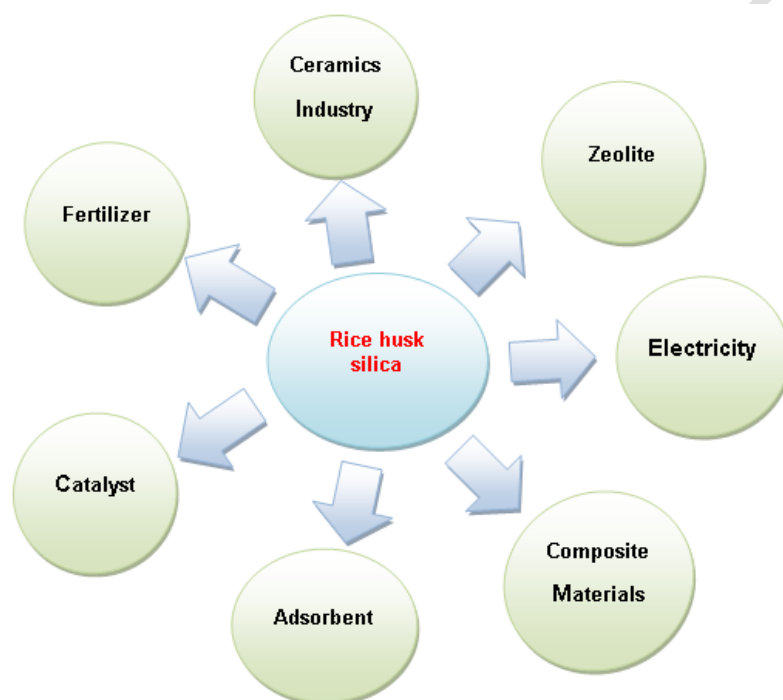 Ceramics
Industry
Zeolite
Electricity
Composite
Materials
Adsorbent
Catalyst
Fertilizer
Rice husk
silica